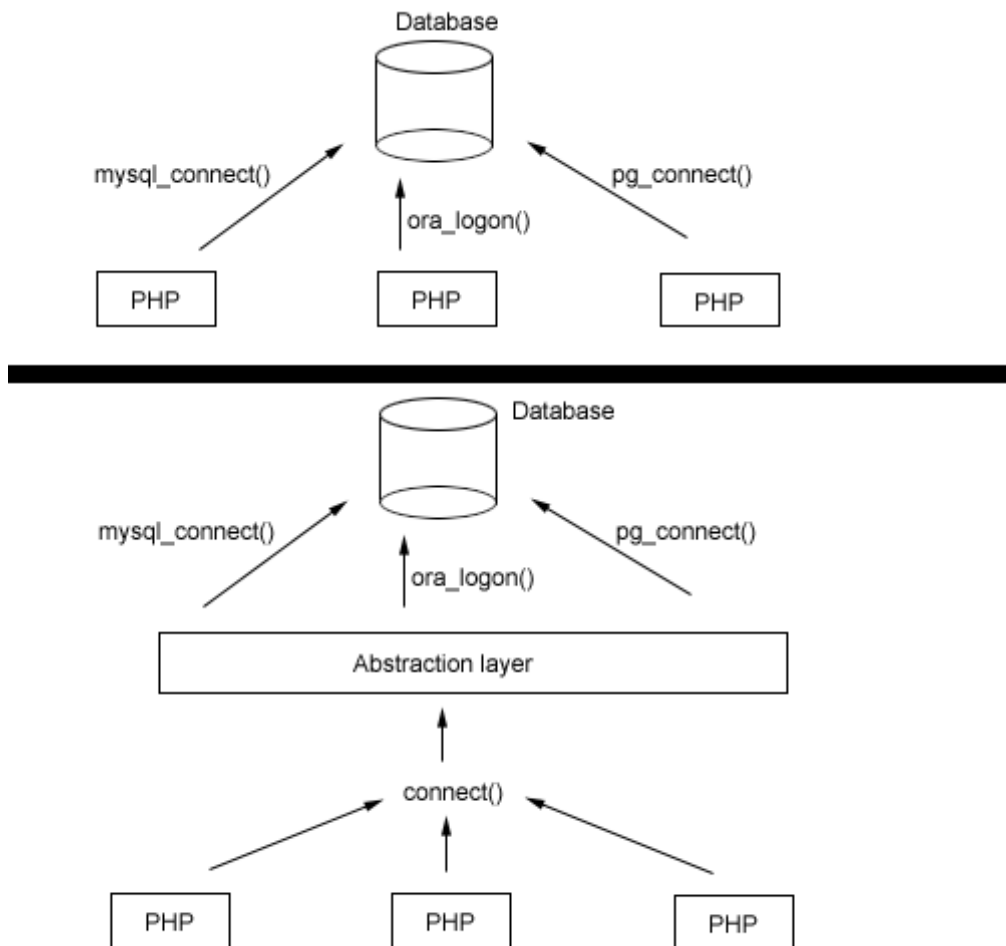 Database
mysql_connect()
pg_connect()
ora_logon()
PHP
PHP
PHP
Database
mysql_connect()
pg_connect()
ora_logon()
Abstraction layer
connect()
PHP
PHP
PHP